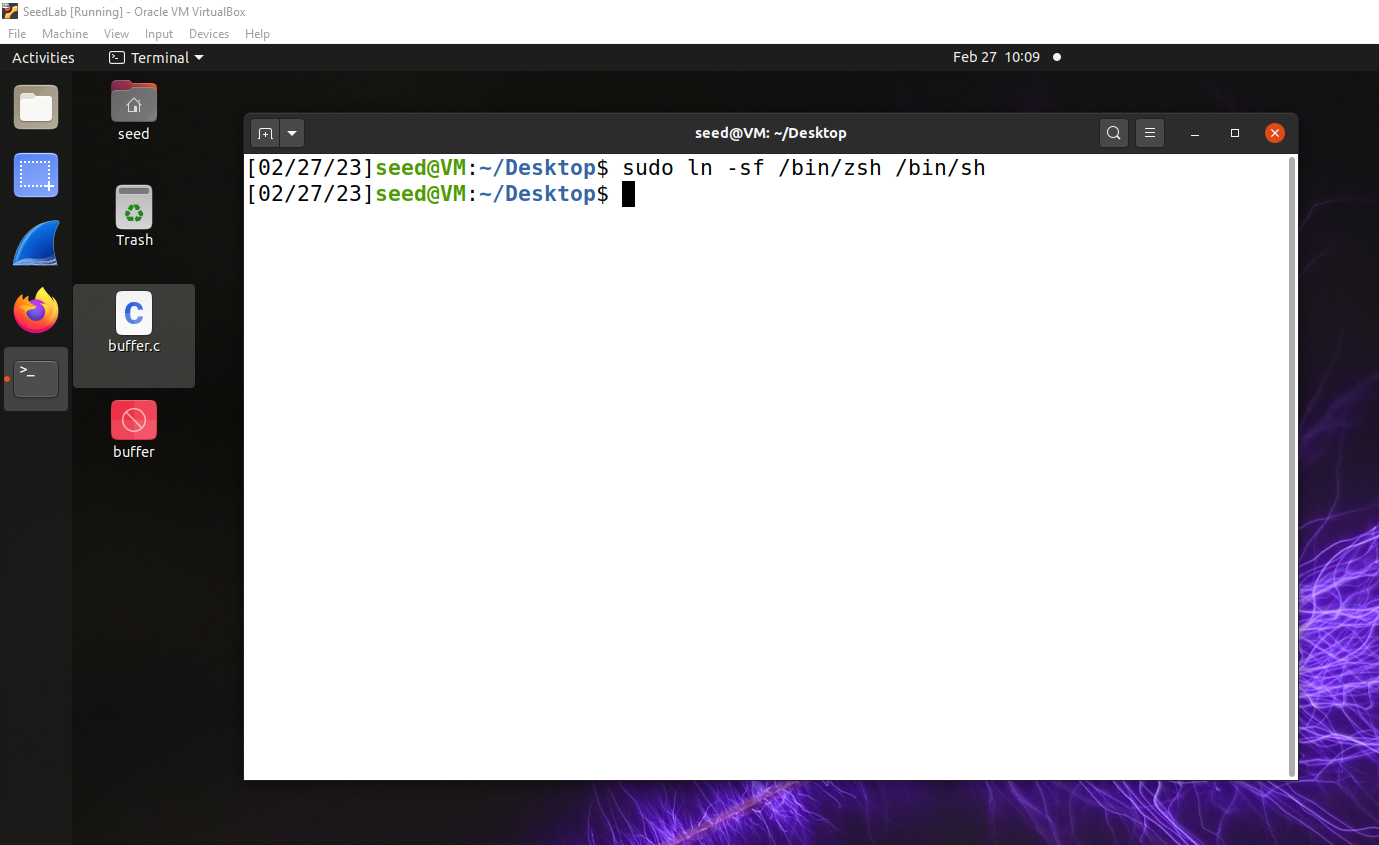 SeedLab [Running] - Oracle VM VirtualBox
File Machine View Input Devices Help
Activities Terminal Feb 27 10:09
seed
Trash
C
buffer.c
buffer
seed@VM: ~/Desktop
[02/27/23]seed@VM:~/Desktop$ sudo ln -sf /bin/zsh /bin/sh
[02/27/23]seed@VM:~/Desktop$
>_